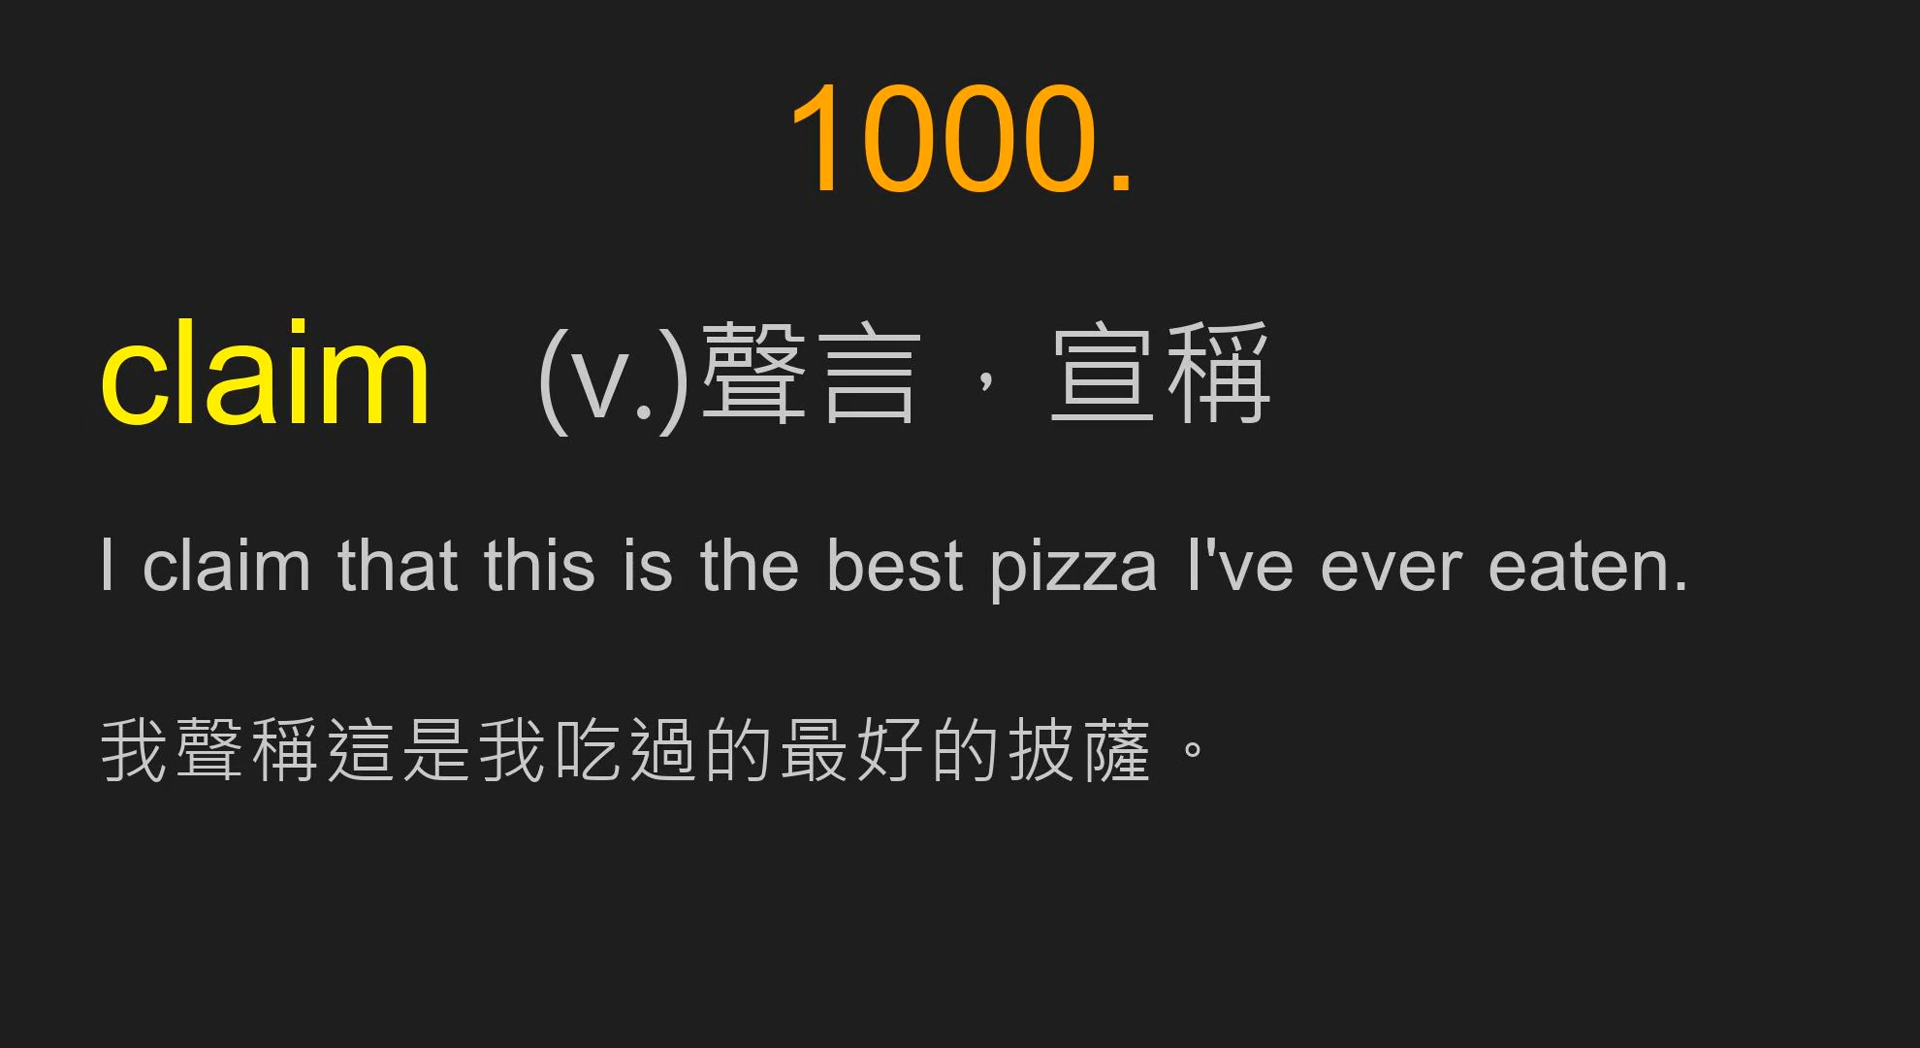 1000.
claim (v.)聲言，宣稱
I claim that this is the best pizza I've ever eaten.
我聲稱這是我吃過的最好的披薩。